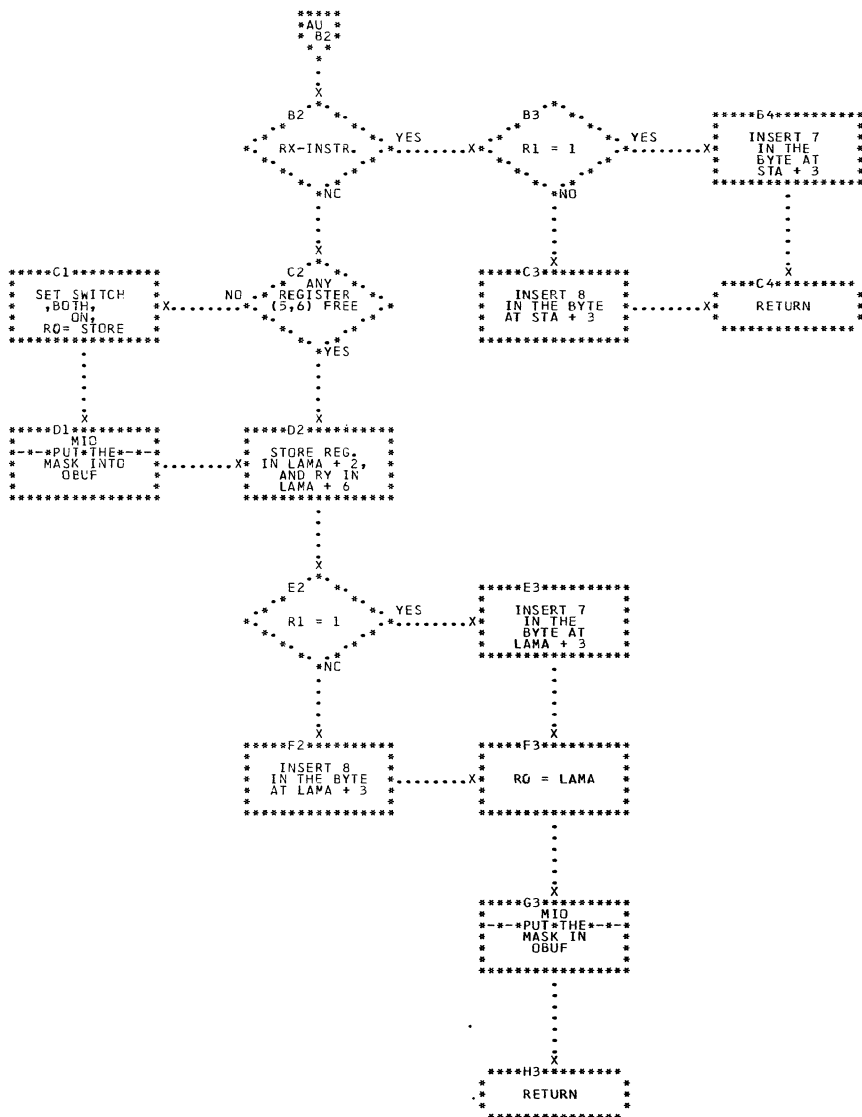 AU
B2
B2
RX-INSTR.
YES
NC
B3
R1 = 1
YES
NO
B4
INSERT 7
IN THE
BYTE AT
STA + 3
C1
SET SWITCH
,BOTH,
ON,
R0= STORE
NO
C2
ANY
REGISTER
(5,6) FREE
YES
C3
INSERT 8
IN THE BYTE
AT STA + 3
C4
RETURN
D1
MIO
PUT THE
MASK INTO
OBUF
D2
STORE REG.
IN LAMA + 2,
AND RY IN
LAMA + 6
E2
R1 = 1
YES
NC
E3
INSERT 7
IN THE
BYTE AT
LAMA + 3
F2
INSERT 8
IN THE BYTE
AT LAMA + 3
F3
R0 = LAMA
G3
MIO
PUT THE
MASK IN
OBUF
H3
RETURN